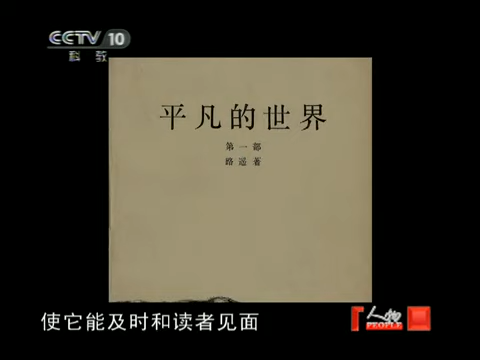 CCTV 10
科教
平凡的世界
第一部
路遥著
使它能及时和读者见面
人物
PEOPLE